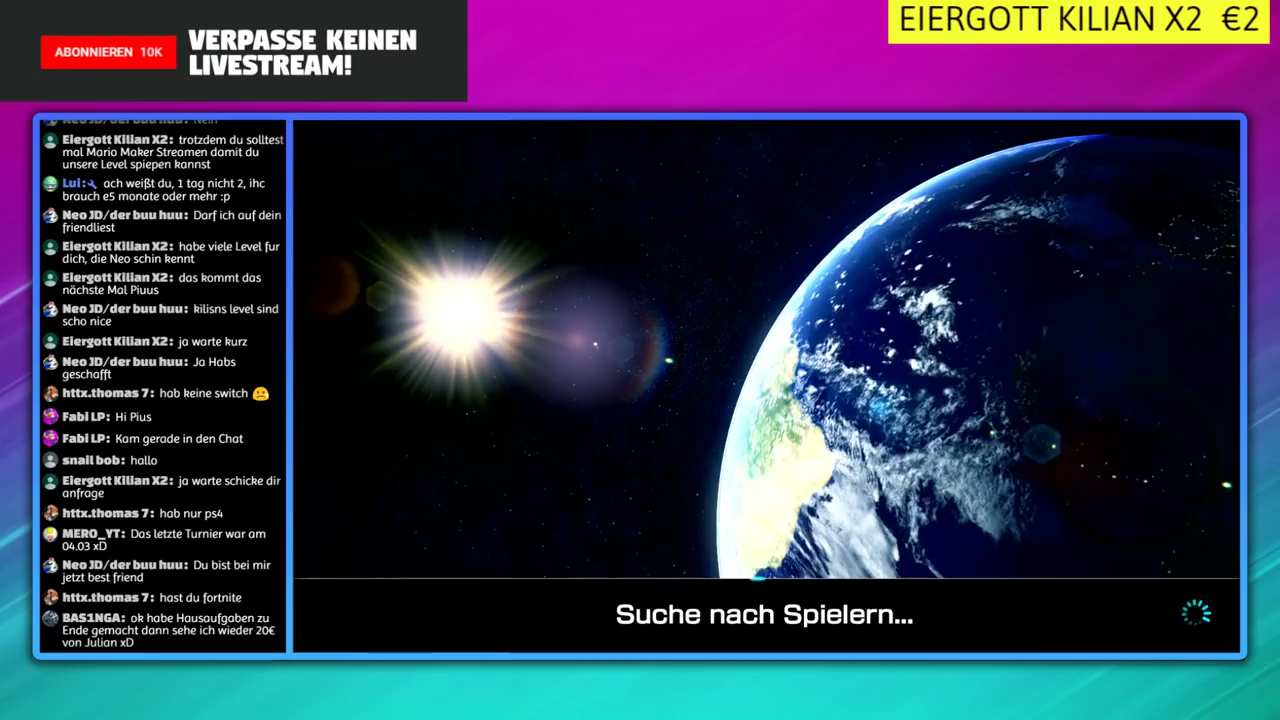 ABONNIEREN 10K
VERPASSE KEINEN
LIVESTREAM!
EIERGOTT KILIAN X2 €2
Neo JD/der buu huu: Nein
Eiergott Kilian X2: trotzdem du solltest
mal Mario Maker Streamen damit du
unsere Level spiepen kannst
Lui: ach weißt du, 1 tag nicht 2, ihc
brauch e5 monate oder mehr :p
Neo JD/der buu huu: Darf ich auf dein
friendliest
Eiergott Kilian X2: habe viele Level fur
dich, die Neo schin kennt
Eiergott Kilian X2: das kommt das
nächste Mal Piuus
Neo JD/der buu huu: kilisns level sind
scho nice
Eiergott Kilian X2: ja warte kurz
Neo JD/der buu huu: Ja Habs
geschafft
httx.thomas 7: hab keine switch
Fabi LP: Hi Pius
Fabi LP: Kam gerade in den Chat
snail bob: hallo
Eiergott Kilian X2: ja warte schicke dir
anfrage
httx.thomas 7: hab nur ps4
MERO_YT: Das letzte Turnier war am
04.03 xD
Neo JD/der buu huu: Du bist bei mir
jetzt best friend
httx.thomas 7: hast du fortnite
BAS1NGA: ok habe Hausaufgaben zu
Ende gemacht dann sehe ich wieder 20€
von Julian xD
Suche nach Spielern...